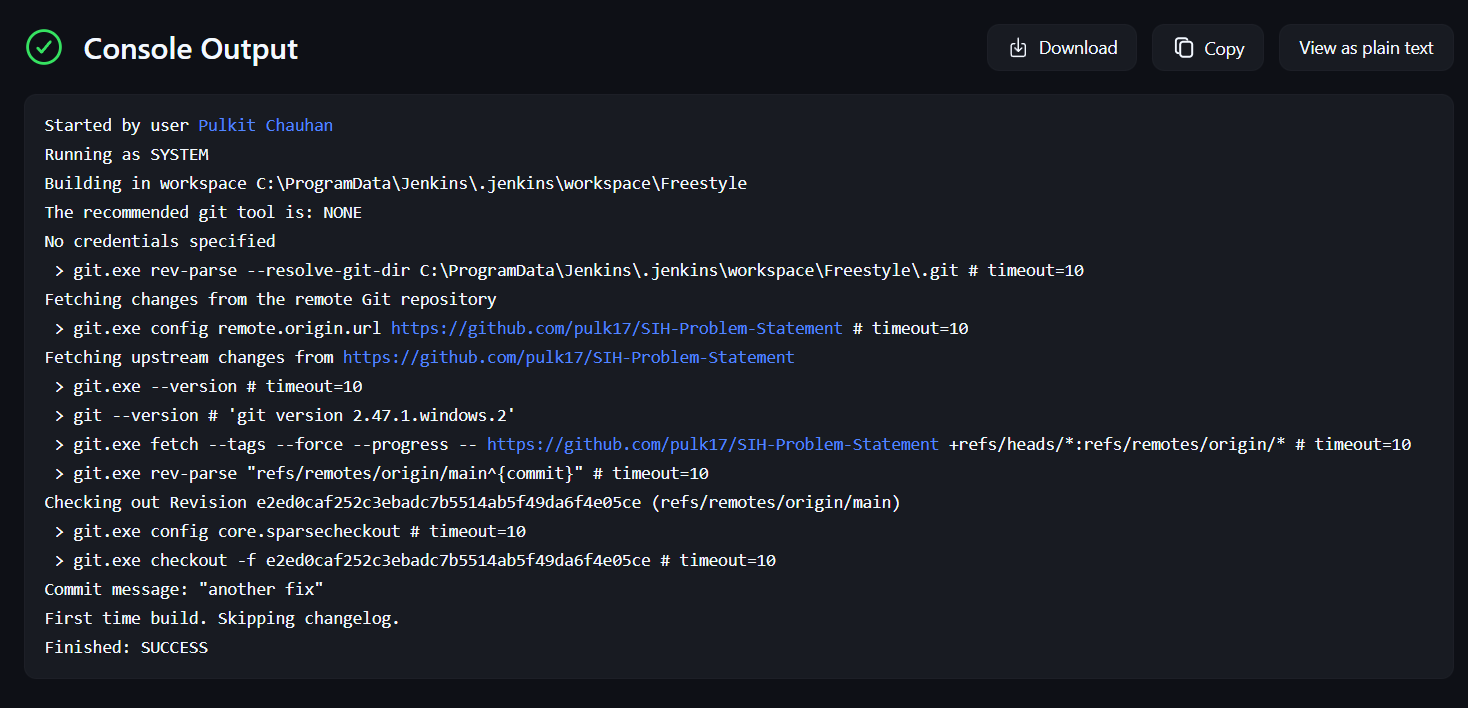 Console Output
Download
Copy
View as plain text
Started by user Pulkit Chauhan
Running as SYSTEM
Building in workspace C:\ProgramData\Jenkins\.jenkins\workspace\Freestyle
The recommended git tool is: NONE
No credentials specified
 > git.exe rev-parse --resolve-git-dir C:\ProgramData\Jenkins\.jenkins\workspace\Freestyle\.git # timeout=10
Fetching changes from the remote Git repository
 > git.exe config remote.origin.url https://github.com/pulk17/SIH-Problem-Statement # timeout=10
Fetching upstream changes from https://github.com/pulk17/SIH-Problem-Statement
 > git.exe --version # timeout=10
 > git --version # 'git version 2.47.1.windows.2'
 > git.exe fetch --tags --force --progress -- https://github.com/pulk17/SIH-Problem-Statement +refs/heads/*:refs/remotes/origin/* # timeout=10
 > git.exe rev-parse "refs/remotes/origin/main^{commit}" # timeout=10
Checking out Revision e2ed0caf252c3ebadc7b5514ab5f49da6f4e05ce (refs/remotes/origin/main)
 > git.exe config core.sparsecheckout # timeout=10
 > git.exe checkout -f e2ed0caf252c3ebadc7b5514ab5f49da6f4e05ce # timeout=10
Commit message: "another fix"
First time build. Skipping changelog.
Finished: SUCCESS